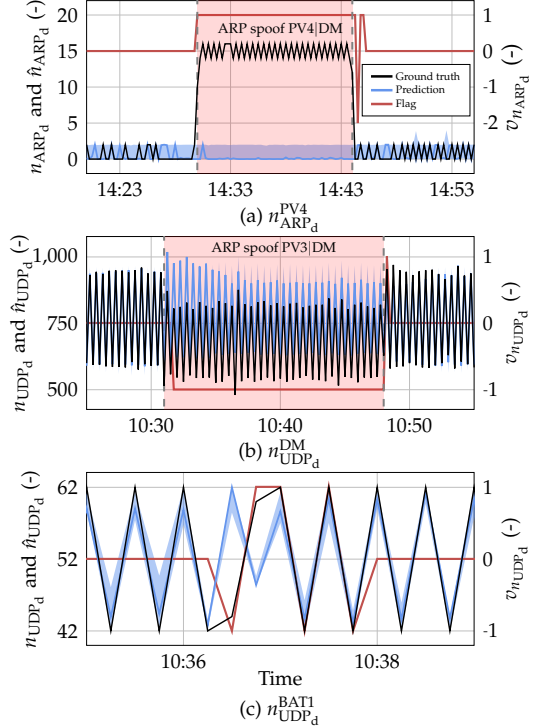 ARP spoof PV4|DM
n_ARP_d and n̂_ARP_d (-)
20
15
10
5
0
1
0
-1
-2
υ_n_ARP_d (-)
Ground truth
Prediction
Flag
14:23
14:33
14:43
14:53
(a) n^PV4_ARP_d
ARP spoof PV3|DM
n_UDP_d and n̂_UDP_d (-)
1,000
750
500
1
0
-1
υ_n_UDP_d (-)
10:30
10:40
10:50
(b) n^DM_UDP_d
n_UDP_d and n̂_UDP_d (-)
62
52
42
1
0
-1
υ_n_UDP_d (-)
10:36
10:38
Time
(c) n^BAT1_UDP_d